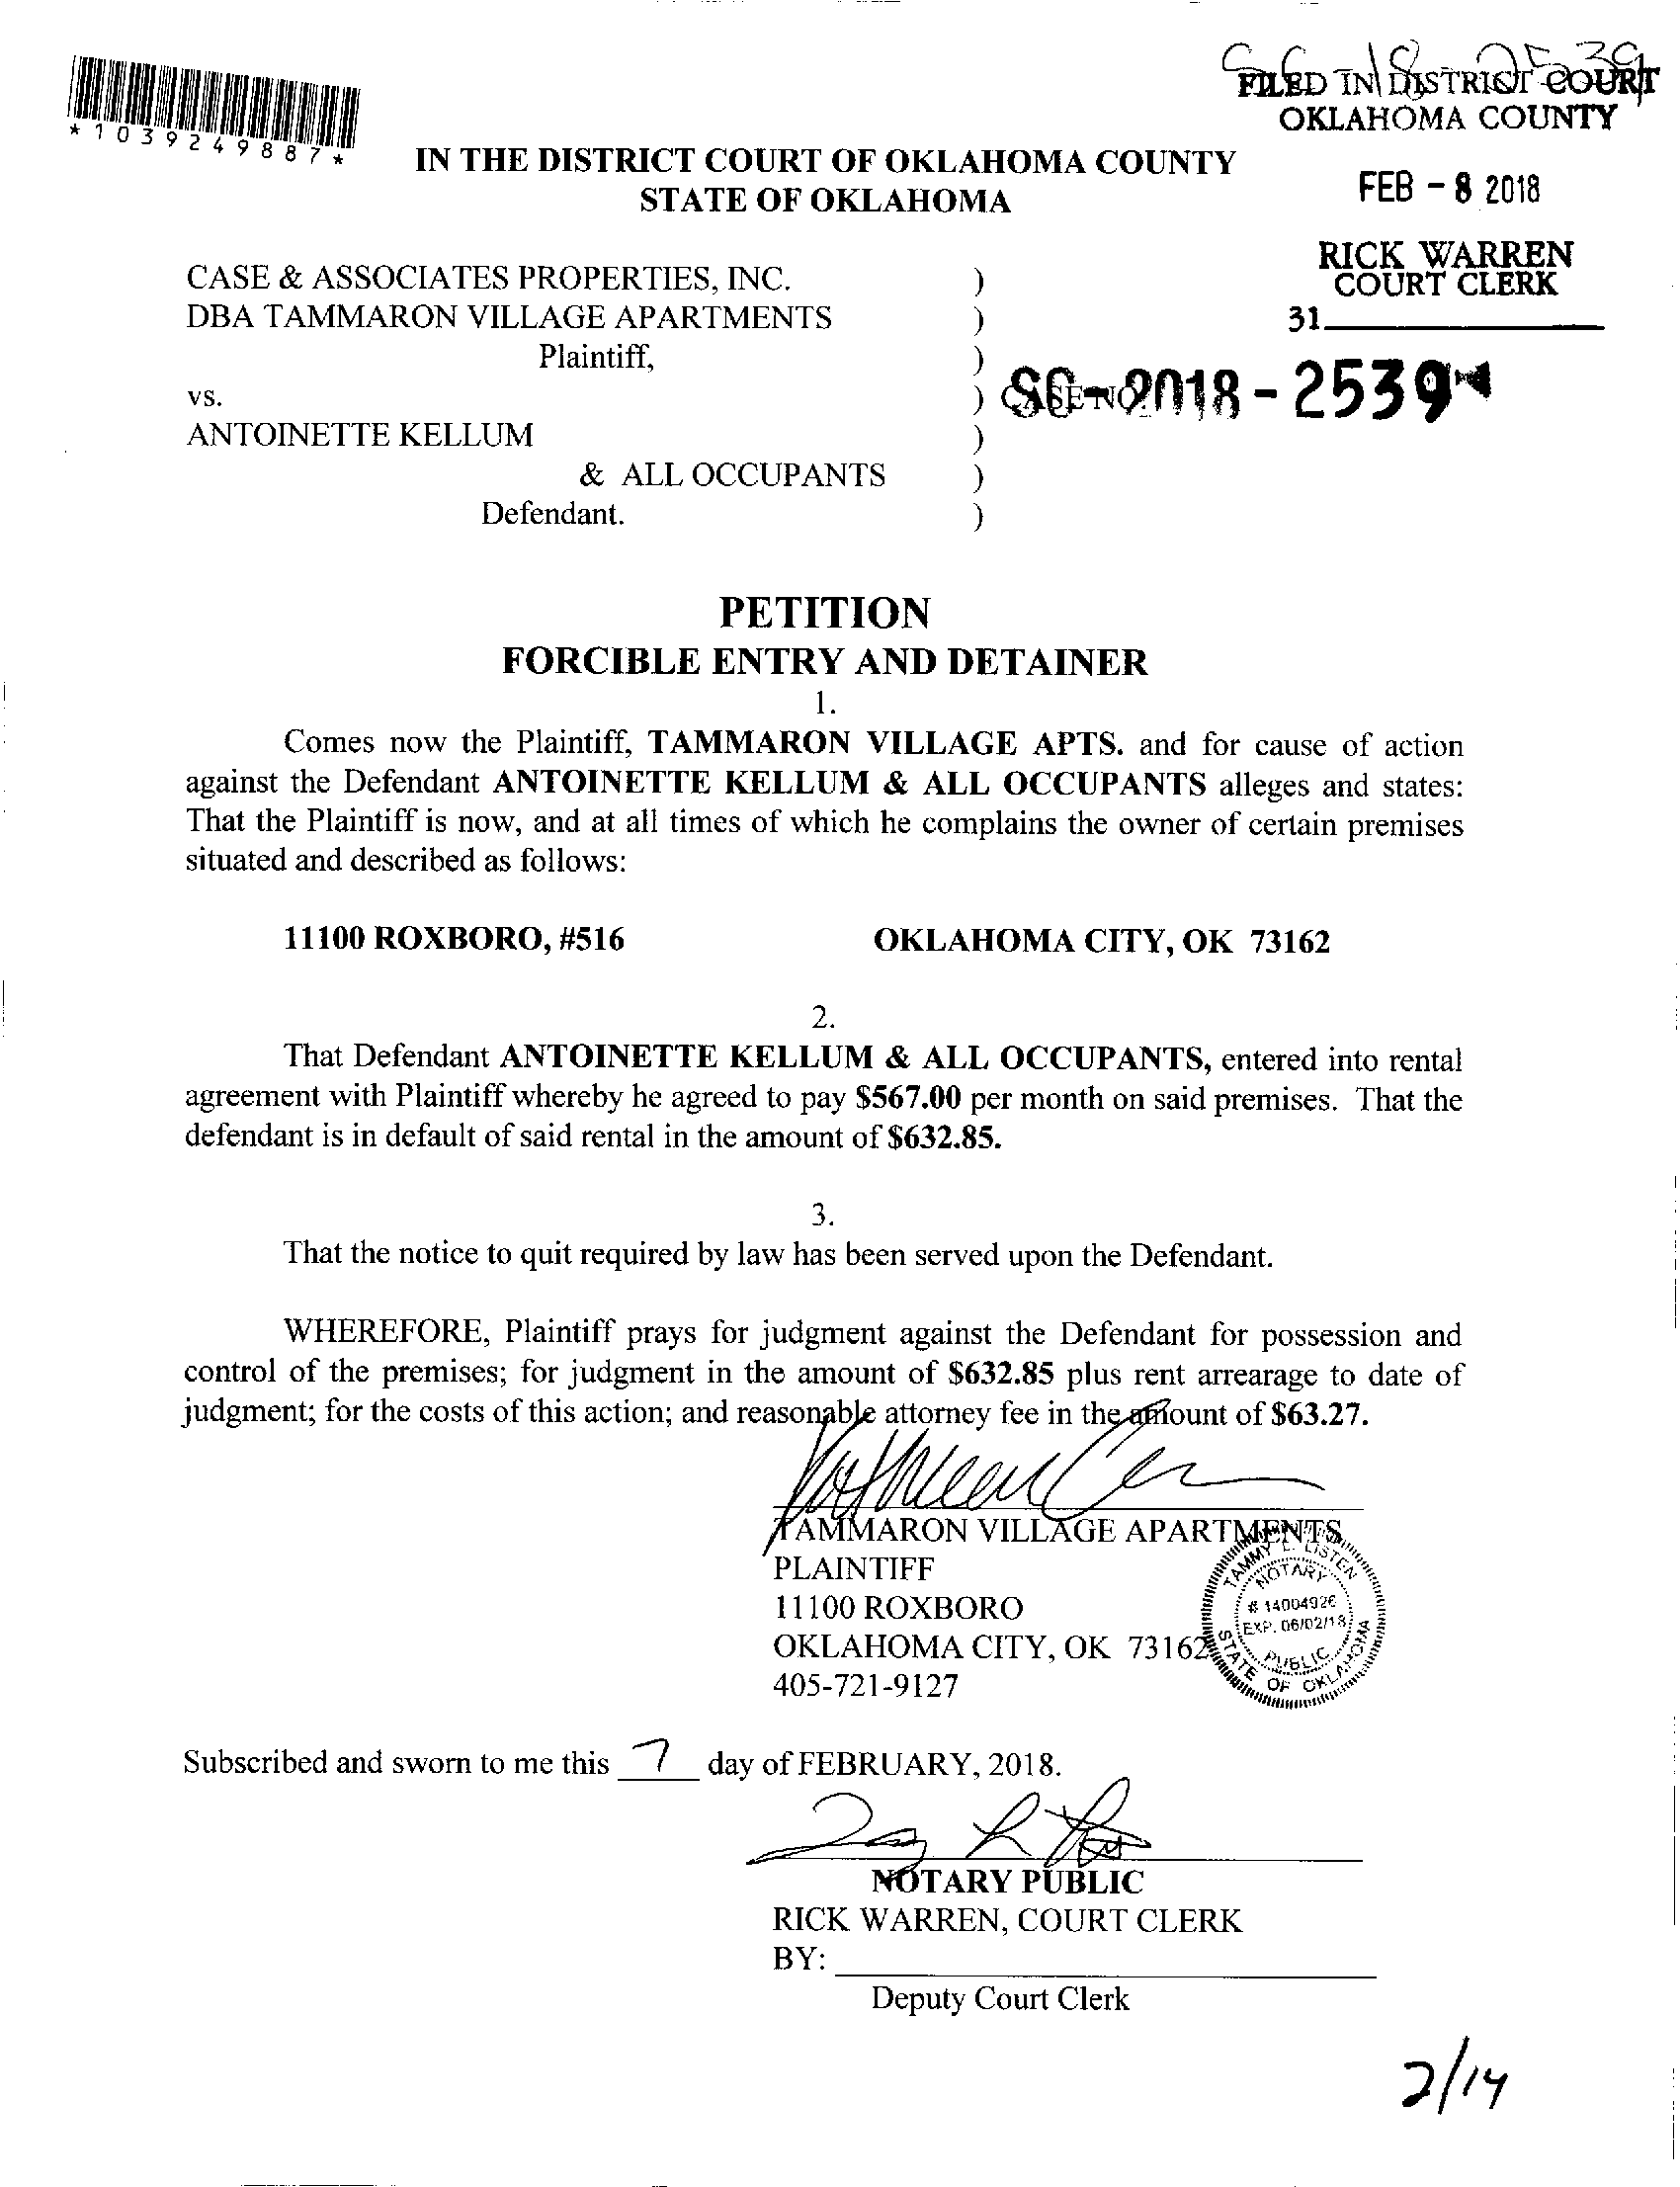 SC 18 2539
FILED IN DISTRICT COURT
OKLAHOMA COUNTY
*1039249887*
IN THE DISTRICT COURT OF OKLAHOMA COUNTY
STATE OF OKLAHOMA
FEB - 8 2018
RICK WARREN
COURT CLERK
31
CASE & ASSOCIATES PROPERTIES, INC. )
DBA TAMMARON VILLAGE APARTMENTS )
Plaintiff, )
vs. ) CASE NO. SC-2018-2539
ANTOINETTE KELLUM )
& ALL OCCUPANTS )
Defendant. )
PETITION
FORCIBLE ENTRY AND DETAINER
1.
Comes now the Plaintiff, TAMMARON VILLAGE APTS. and for cause of action
against the Defendant ANTOINETTE KELLUM & ALL OCCUPANTS alleges and states:
That the Plaintiff is now, and at all times of which he complains the owner of certain premises
situated and described as follows:
11100 ROXBORO, #516 OKLAHOMA CITY, OK 73162
2.
That Defendant ANTOINETTE KELLUM & ALL OCCUPANTS, entered into rental
agreement with Plaintiff whereby he agreed to pay $567.00 per month on said premises. That the
defendant is in default of said rental in the amount of $632.85.
3.
That the notice to quit required by law has been served upon the Defendant.
WHEREFORE, Plaintiff prays for judgment against the Defendant for possession and
control of the premises; for judgment in the amount of $632.85 plus rent arrearage to date of
judgment; for the costs of this action; and reasonable attorney fee in the amount of $63.27.
TAMMARON VILLAGE APARTMENTS
PLAINTIFF
11100 ROXBORO
OKLAHOMA CITY, OK 73162
405-721-9127
TAMMY L. LISTEN
NOTARY
# 14004926
EXP. 06/02/18
PUBLIC
STATE OF OKLAHOMA
Subscribed and sworn to me this 7 day of FEBRUARY, 2018.
NOTARY PUBLIC
RICK WARREN, COURT CLERK
BY:
Deputy Court Clerk
2/14